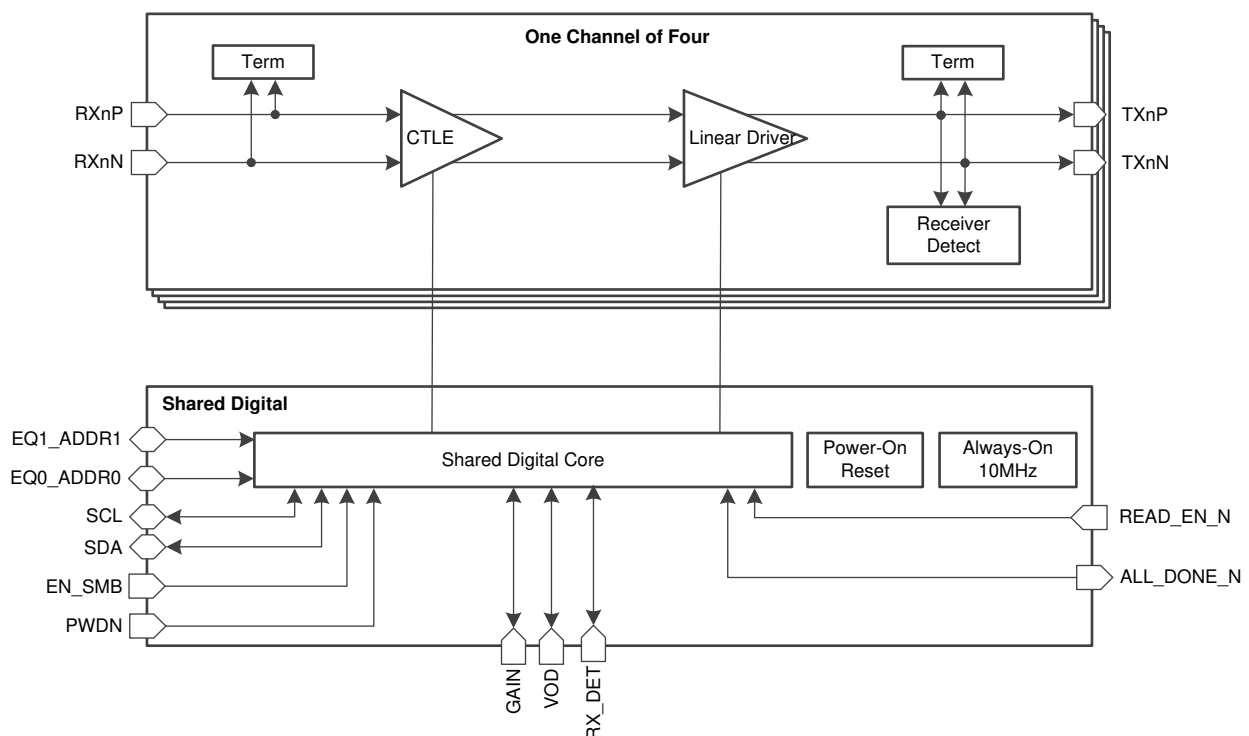 One Channel of Four
Term
Term
RXnP
CTLE
Linear Driver
TXnP
RXnN
TXnN
Receiver
Detect
Shared Digital
EQ1_ADDR1
Shared Digital Core
Power-On
Reset
Always-On
10MHz
EQ0_ADDR0
SCL
READ_EN_N
SDA
ALL_DONE_N
EN_SMB
PWDN
GAIN
VOD
RX_DET